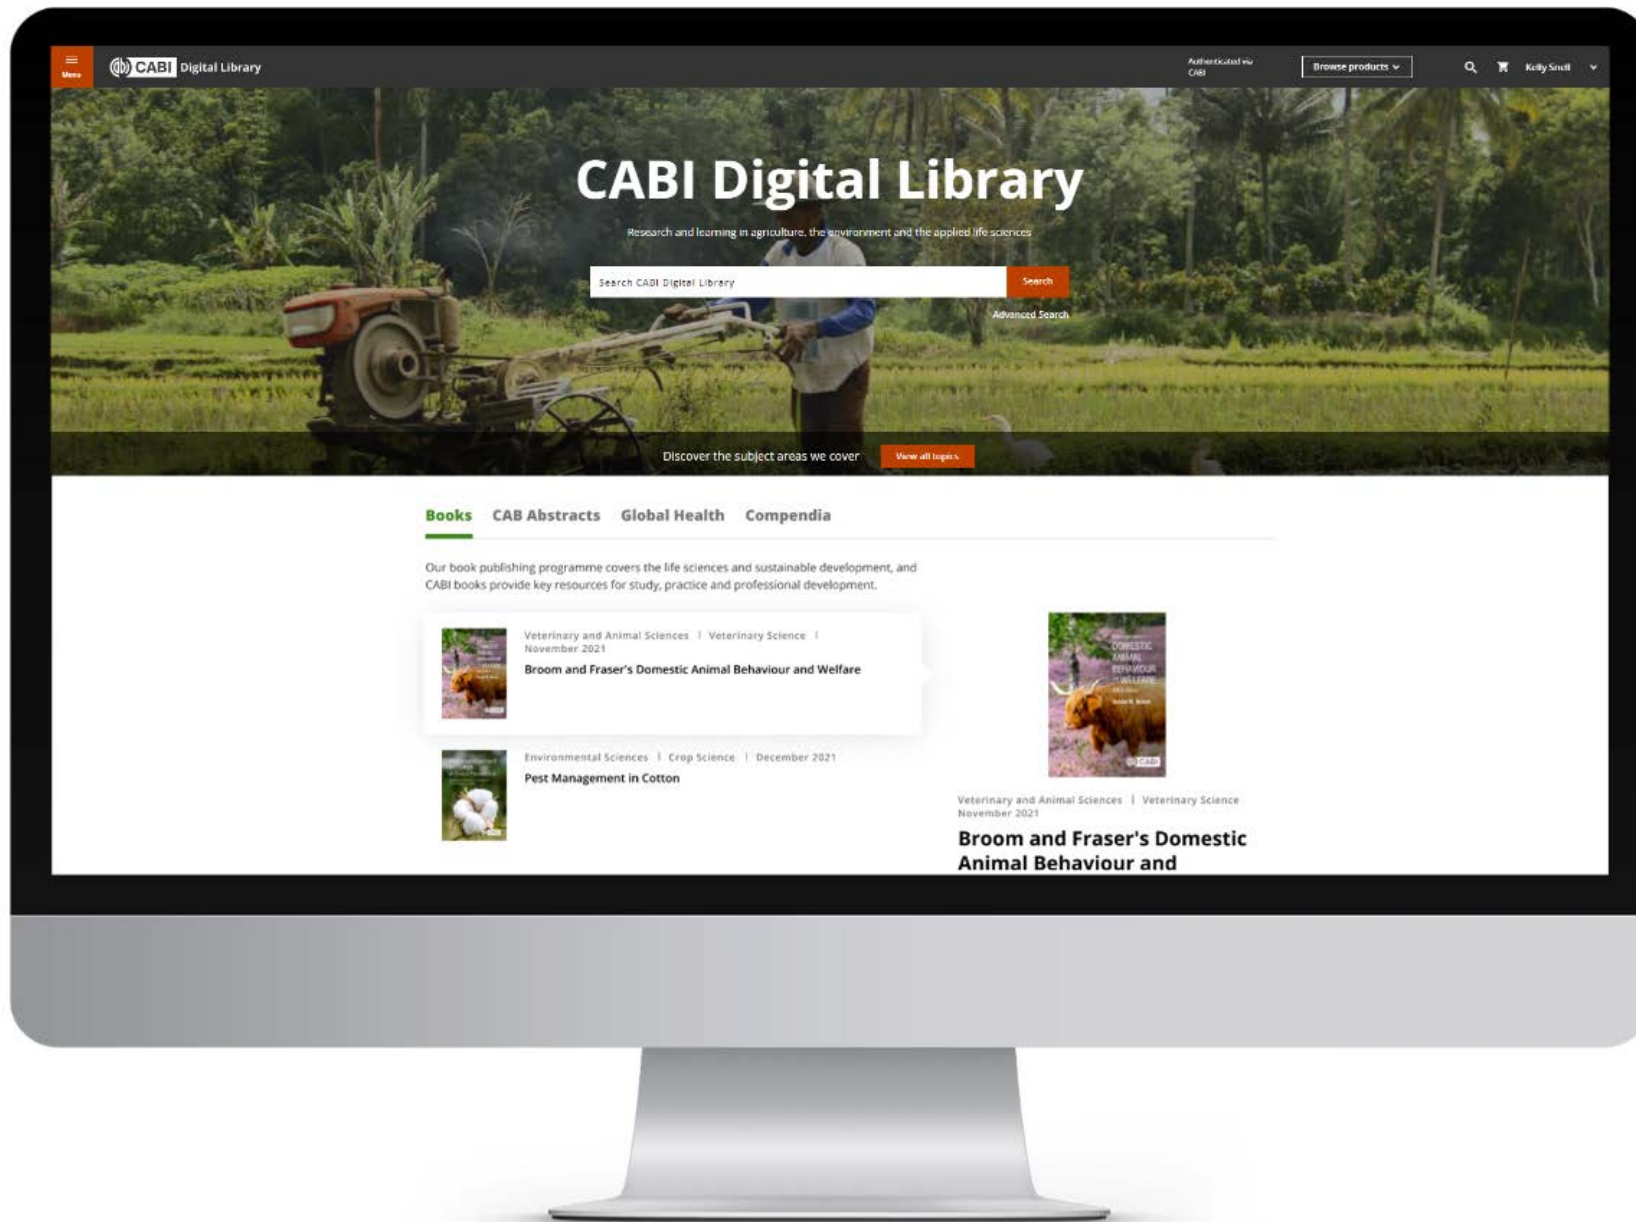 Menu
CABI Digital Library
Authenticated via
CABI
Browse products
Kelly Snell
CABI Digital Library
Research and learning in agriculture, the environment and the applied life sciences
Search CABI Digital Library
Search
Advanced Search
Discover the subject areas we cover
View all topics
Books CAB Abstracts Global Health Compendia
Our book publishing programme covers the life sciences and sustainable development, and
CABI books provide key resources for study, practice and professional development.
Veterinary and Animal Sciences | Veterinary Science |
November 2021
Broom and Fraser's Domestic Animal Behaviour and Welfare
Environmental Sciences | Crop Science | December 2021
Pest Management in Cotton
DOMESTIC
ANIMAL
BEHAVIOUR
WELFARE
CABI
Veterinary and Animal Sciences | Veterinary Science
November 2021
Broom and Fraser's Domestic
Animal Behaviour and